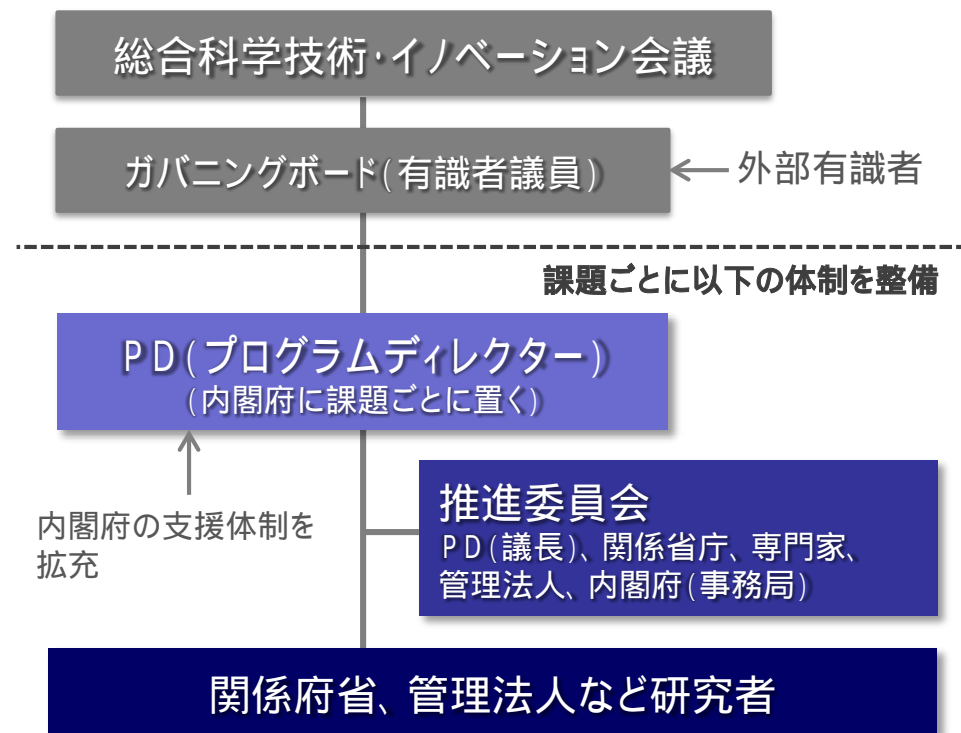 総合科学技術・イノベーション会議
ガバニングボード(有識者議員)
外部有識者
課題ごとに以下の体制を整備
PD(プログラムディレクター)
(内閣府に課題ごとに置く)
内閣府の支援体制を
拡充
推進委員会
PD(議長)、関係省庁、専門家、
管理法人、内閣府(事務局)
関係府省、管理法人など研究者